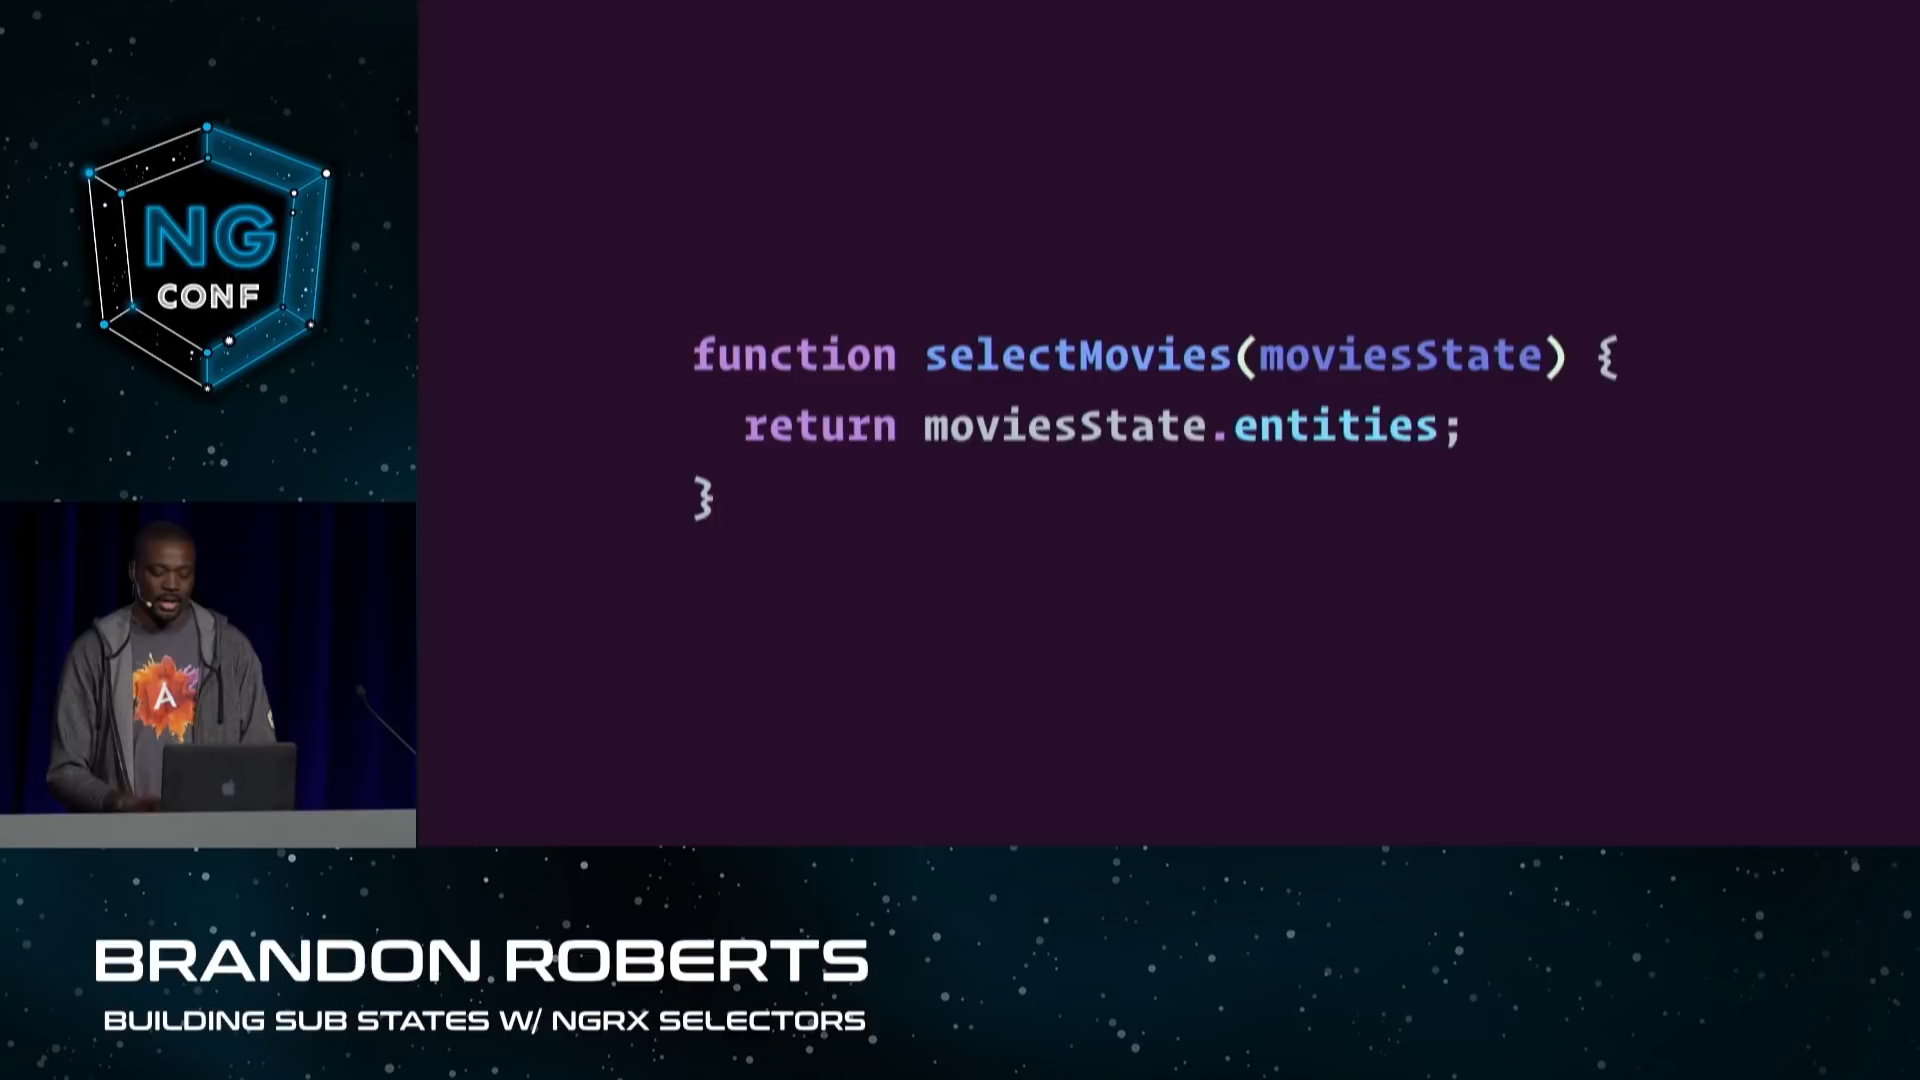 NG
CONF
function selectMovies(moviesState) {
return moviesState.entities;
}
A
BRANDON ROBERTS
BUILDING SUB STATES W/ NGRX SELECTORS